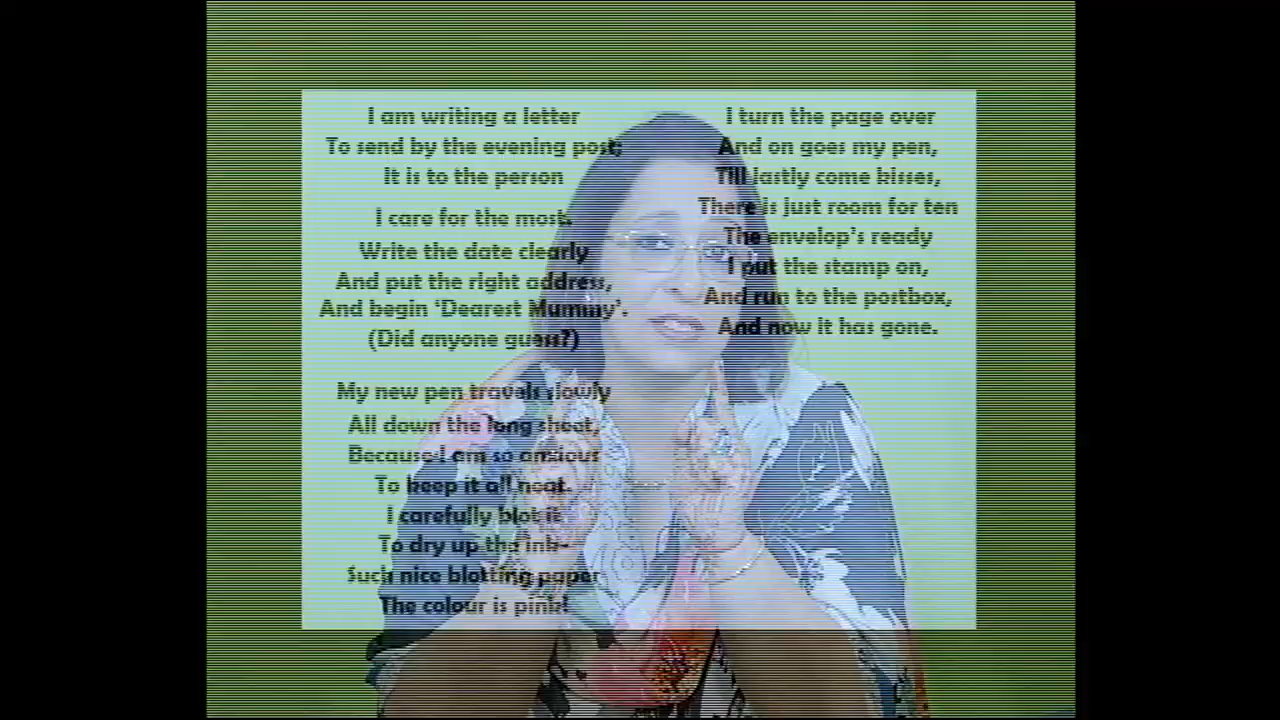 I am writing a letter
To send by the evening post;
It is to the person
I care for the most.
Write the date clearly
And put the right address,
And begin ‘Dearest Mummy’.
(Did anyone guess?)
My new pen travels slowly
All down the long sheet,
Because I am so anxious
To keep it all neat.
I carefully blot it
To dry up the ink-
Such nice blotting paper
The colour is pink!
I turn the page over
And on goes my pen,
Till lastly come kisses,
There is just room for ten
The envelop’s ready
I put the stamp on,
And run to the postbox,
And now it has gone.